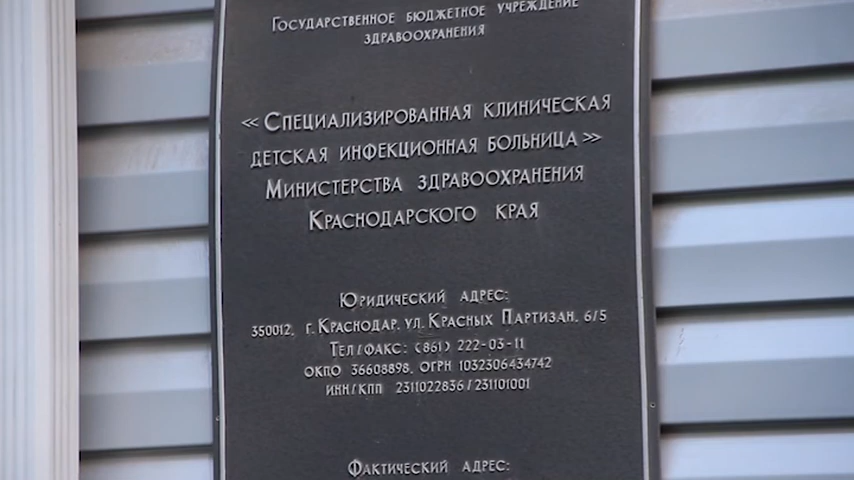 Государственное бюджетное учреждение
здравоохранения
«Специализированная клиническая
детская инфекционная больница»
Министерства здравоохранения
Краснодарского края
Юридический адрес:
350012, г. Краснодар, ул. Красных Партизан, 6/5
Тел/факс: (861) 222-03-11
ОКПО 36608898, ОГРН 1032306434742
ИНН/КПП 2311022836/231101001
Фактический адрес: